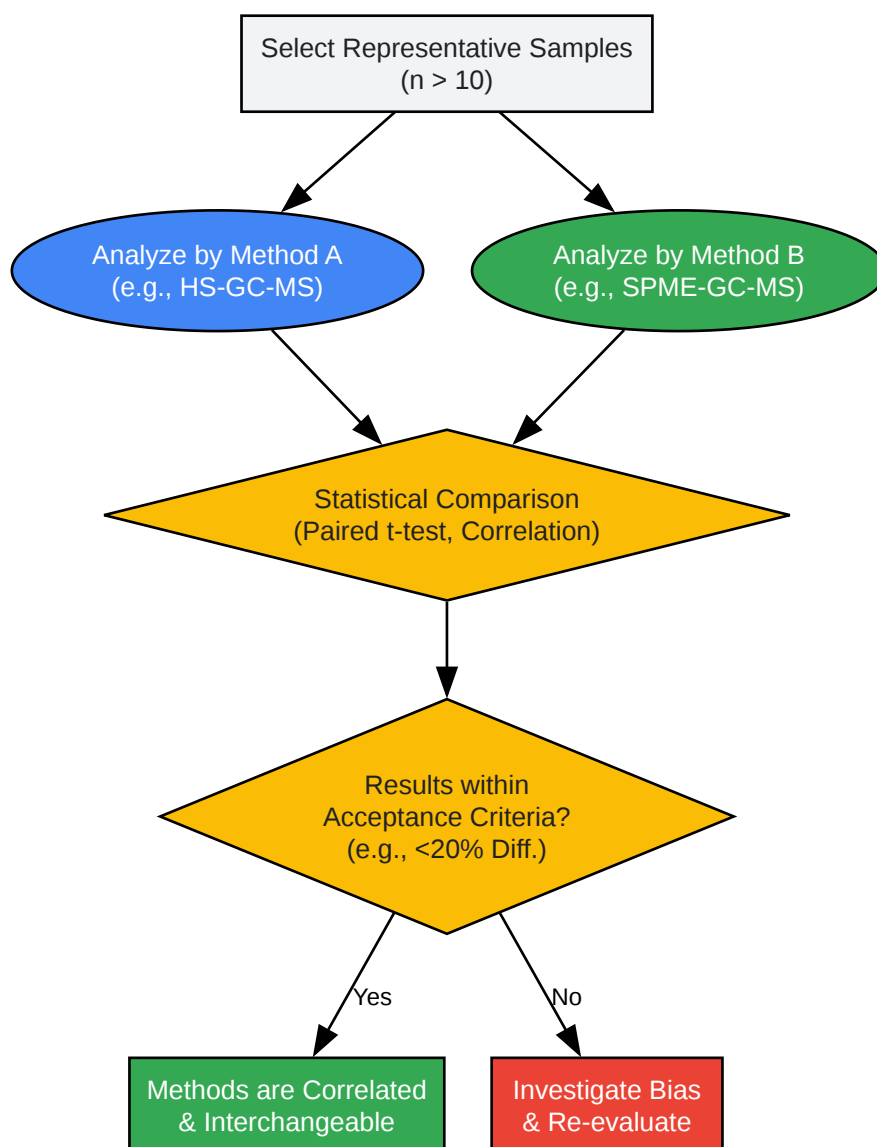 Select Representative Samples
(n > 10)
Analyze by Method A
(e.g., HS-GC-MS)
Analyze by Method B
(e.g., SPME-GC-MS)
Statistical Comparison
(Paired t-test, Correlation)
Results within
Acceptance Criteria?
(e.g., <20% Diff.)
Yes
No
Methods are Correlated
& Interchangeable
Investigate Bias
& Re-evaluate